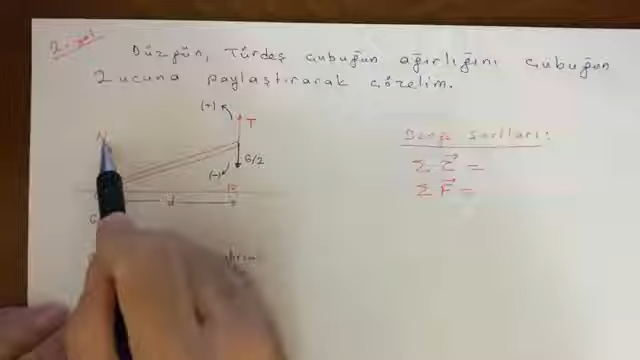 2. yol
Düzgün, Türdeş çubuğun ağırlığını çubuğun
2 ucuna paylaştırarak çözelim.
(+)
T
N
Denge Şartları:
G/2
Σ τ⃗ =
(-)
Σ F⃗ =
d
G